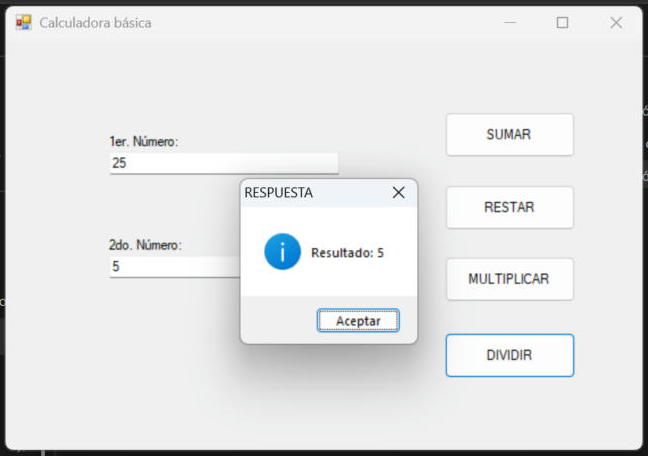 Calculadora básica
1er. Número:
25
SUMAR
RESPUESTA
RESTAR
2do. Número:
5
Resultado: 5
MULTIPLICAR
Aceptar
DIVIDIR